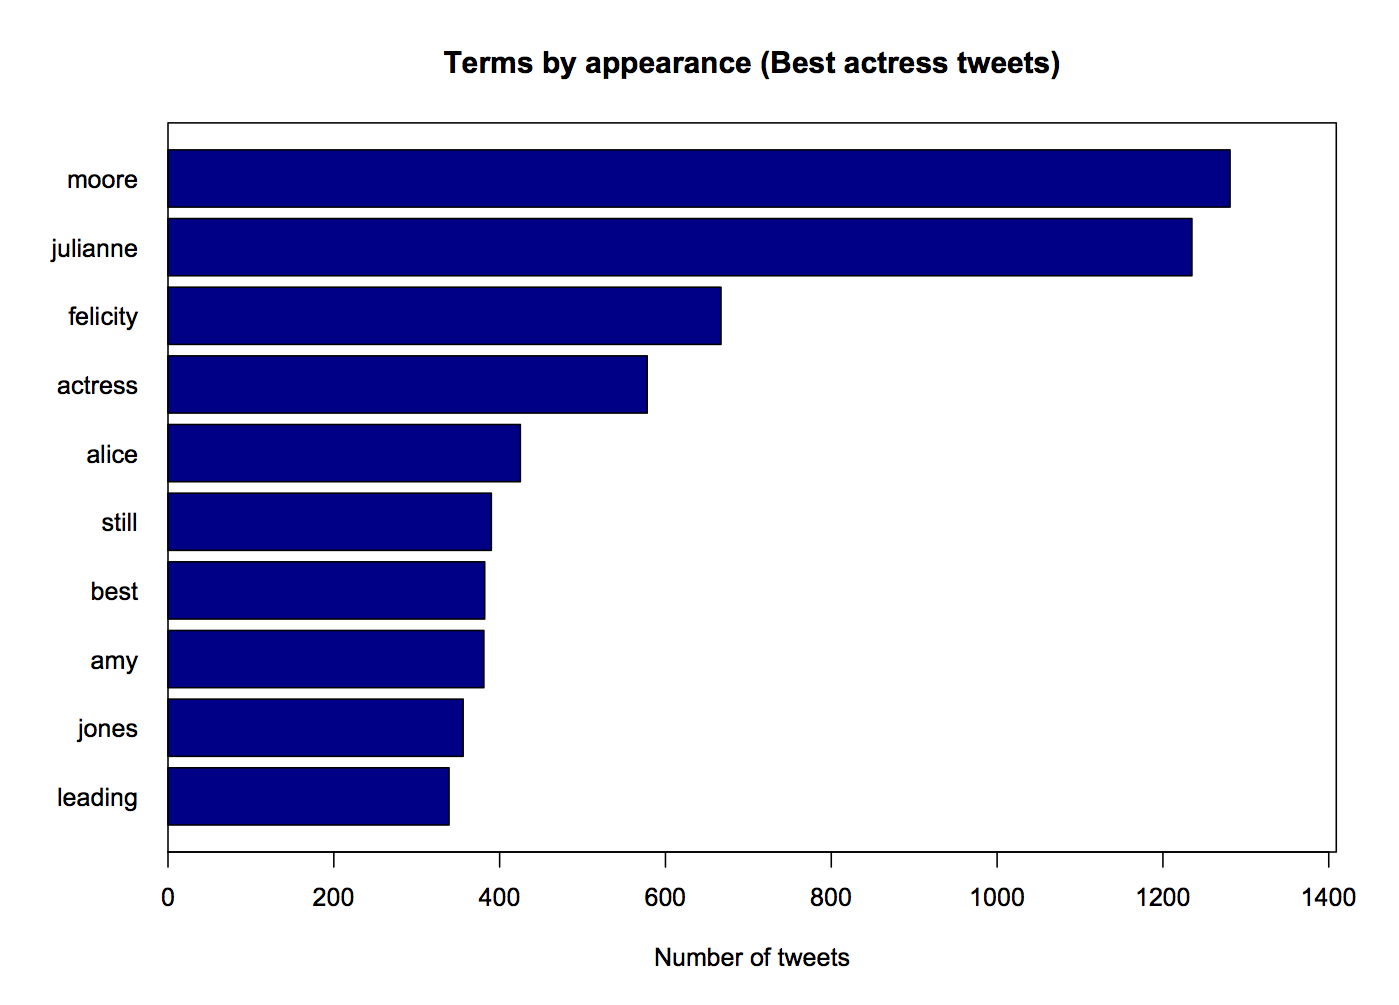 Terms by appearance (Best actress tweets)
moore
julianne
felicity
actress
alice
still
best
amy
jones
leading
0 200 400 600 800 1000 1200 1400
Number of tweets